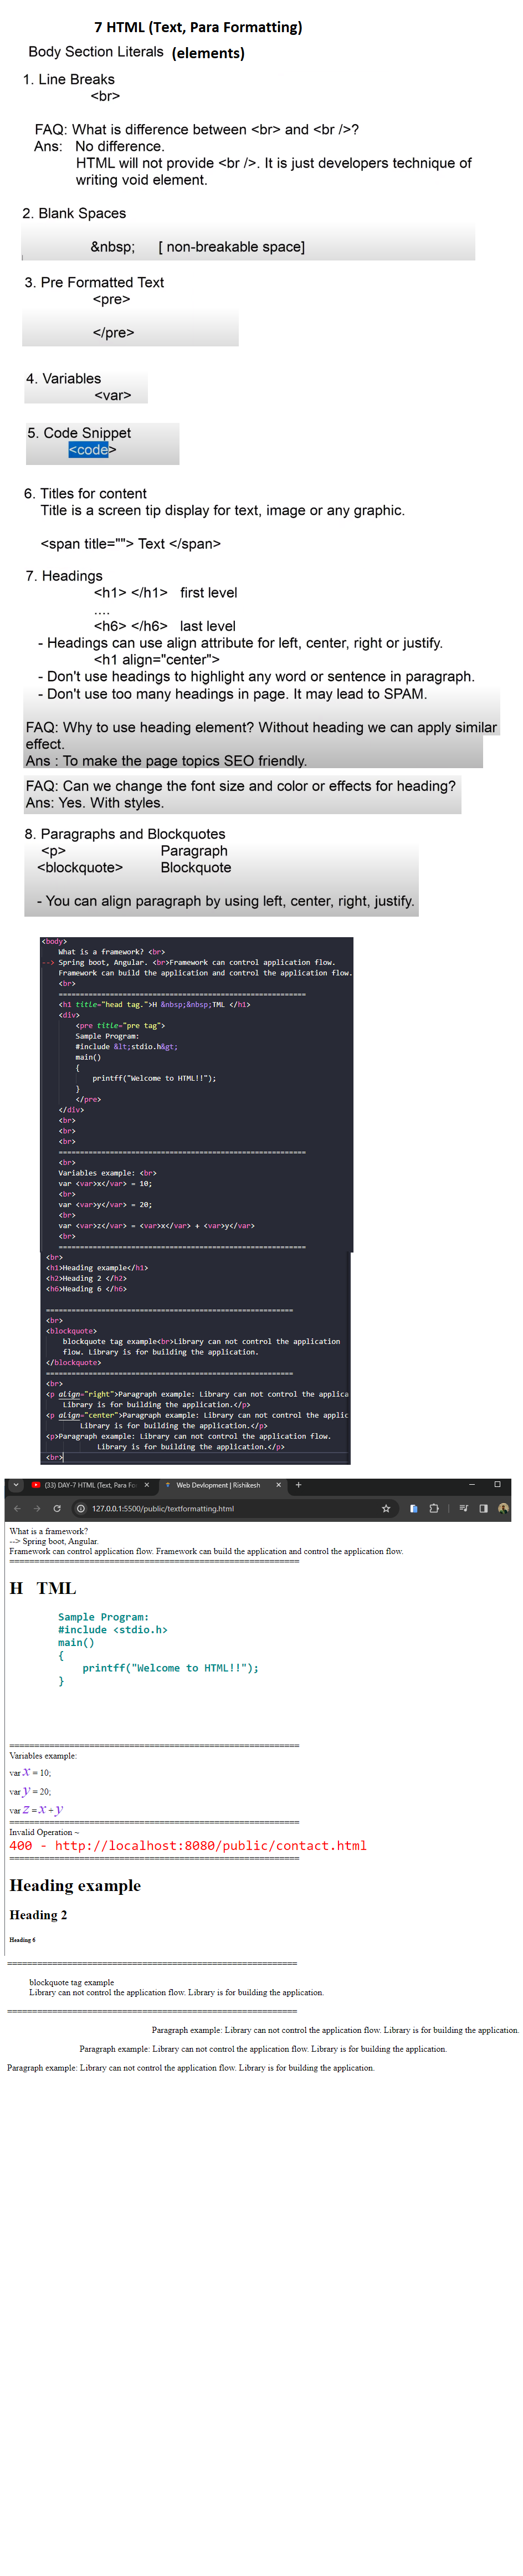 7 HTML (Text, Para Formatting)
Body Section Literals (elements)
1. Line Breaks
<br>
FAQ: What is difference between <br> and <br />?
Ans: No difference.
HTML will not provide <br />. It is just developers technique of
writing void element.
2. Blank Spaces
&nbsp; [ non-breakable space]
3. Pre Formatted Text
<pre>
</pre>
4. Variables
<var>
5. Code Snippet
<code>
6. Titles for content
Title is a screen tip display for text, image or any graphic.
<span title=""> Text </span>
7. Headings
<h1> </h1> first level
....
<h6> </h6> last level
- Headings can use align attribute for left, center, right or justify.
<h1 align="center">
- Don't use headings to highlight any word or sentence in paragraph.
- Don't use too many headings in page. It may lead to SPAM.
FAQ: Why to use heading element? Without heading we can apply similar
effect.
Ans : To make the page topics SEO friendly.
FAQ: Can we change the font size and color or effects for heading?
Ans: Yes. With styles.
8. Paragraphs and Blockquotes
<p> Paragraph
<blockquote> Blockquote
- You can align paragraph by using left, center, right, justify.
<body>
What is a framework? <br>
--> Spring boot, Angular. <br>Framework can control application flow.
Framework can build the application and control the application flow.
<br>
==========================================================
<h1 title="head tag.">H &nbsp;&nbsp;TML </h1>
<div>
<pre title="pre tag">
Sample Program:
#include &lt;stdio.h&gt;
main()
{
printff("Welcome to HTML!!");
}
</pre>
</div>
<br>
<br>
<br>
==========================================================
<br>
Variables example: <br>
var <var>x</var> = 10;
<br>
var <var>y</var> = 20;
<br>
var <var>z</var> = <var>x</var> + <var>y</var>
<br>
==========================================================
<br>
<h1>Heading example</h1>
<h2>Heading 2 </h2>
<h6>Heading 6 </h6>
==========================================================
<br>
<blockquote>
blockquote tag example<br>Library can not control the application
flow. Library is for building the application.
</blockquote>
==========================================================
<br>
<p align="right">Paragraph example: Library can not control the applica
Library is for building the application.</p>
<p align="center">Paragraph example: Library can not control the applic
Library is for building the application.</p>
<p>Paragraph example: Library can not control the application flow.
Library is for building the application.</p>
<br>
(33) DAY-7 HTML (Text, Para Fo
Web Devlopment | Rishikesh
127.0.0.1:5500/public/textformatting.html
What is a framework?
--> Spring boot, Angular.
Framework can control application flow. Framework can build the application and control the application flow.
==========================================================
H TML
Sample Program:
#include <stdio.h>
main()
{
printff("Welcome to HTML!!");
}
==========================================================
Variables example:
var x = 10;
var y = 20;
var z = x + y
==========================================================
Invalid Operation ~
400 - http://localhost:8080/public/contact.html
==========================================================
Heading example
Heading 2
Heading 6
==========================================================
blockquote tag example
Library can not control the application flow. Library is for building the application.
==========================================================
Paragraph example: Library can not control the application flow. Library is for building the application.
Paragraph example: Library can not control the application flow. Library is for building the application.
Paragraph example: Library can not control the application flow. Library is for building the application.